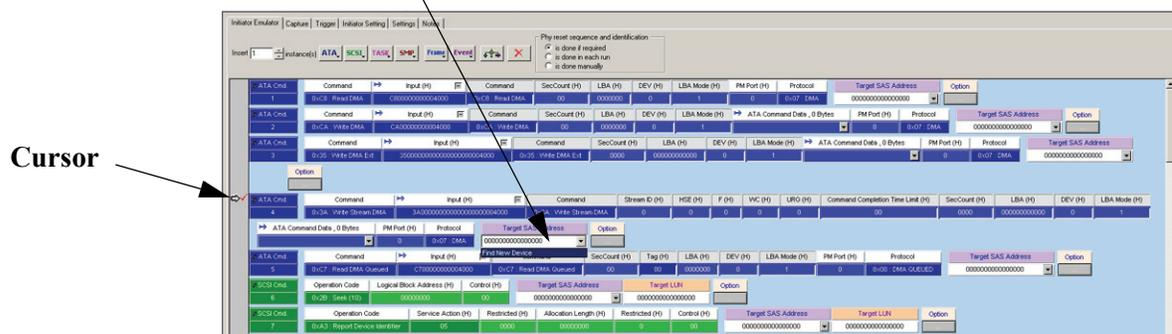 Initiator Emulator Capture Trigger Initiator Setting Settings Notes
Phy reset sequence and identification
Insert 1 instance(s) ATA SCSI TASK SMP Frame Event
is done if required
is done in each run
is done manually
ATA Cmd. Command Input (H) Command SecCount (H) LBA (H) DEV (H) LBA Mode (H) PM Port (H) Protocol Target SAS Address Option
1 0xC8 : Read DMA C800000000004000 0xC8 : Read DMA 00 0000000 0 1 0 0x07 : DMA 0000000000000000
ATA Cmd. Command Input (H) Command SecCount (H) LBA (H) DEV (H) LBA Mode (H) ATA Command Data , 0 Bytes PM Port (H) Protocol Target SAS Address Option
2 0xCA : Write DMA CA00000000004000 0xCA : Write DMA 00 0000000 0 1 0 0x07 : DMA 0000000000000000
ATA Cmd. Command Input (H) Command SecCount (H) LBA (H) DEV (H) LBA Mode (H) ATA Command Data , 0 Bytes PM Port (H) Protocol Target SAS Address
3 0x35 : Write DMA Ext 0x35 : Write DMA Ext 0000 000000000000 0 1 0 0x07 : DMA 0000000000000000
Cursor
Option
ATA Cmd. Command Input (H) Command Stream ID (H) HSE (H) F (H) WC (H) URG (H) Command Completion Time Limit (H) SecCount (H) LBA (H) DEV (H) LBA Mode (H)
4 0x3A : Write Stream DMA 0x3A : Write Stream DMA 0 0 0 0 0 00 0000 000000000000 0 1
ATA Command Data , 0 Bytes PM Port (H) Protocol Target SAS Address Option
0 0x07 : DMA 0000000000000000
Find New Device
ATA Cmd. Command Input (H) Command SecCount (H) Tag (H) LBA (H) DEV (H) LBA Mode (H) PM Port (H) Protocol Target SAS Address Option
5 0xC7 : Read DMA Queued C700000000004000 0xC7 : Read DMA Queued 00 00 0000000 0 1 0 0x08 : DMA QUEUED 0000000000000000
SCSI Cmd. Operation Code Logical Block Address (H) Control (H) Target SAS Address Target LUN Option
6 0x2B : Seek (10) 00000000 00 0000000000000000 0000000000000000
SCSI Cmd. Operation Code Service Action (H) Restricted (H) Allocation Length (H) Restricted (H) Control (H) Target SAS Address Target LUN Option
7 0xA3 : Report Device Identifier 05 0000 00000000 0 00 0000000000000000 0000000000000000